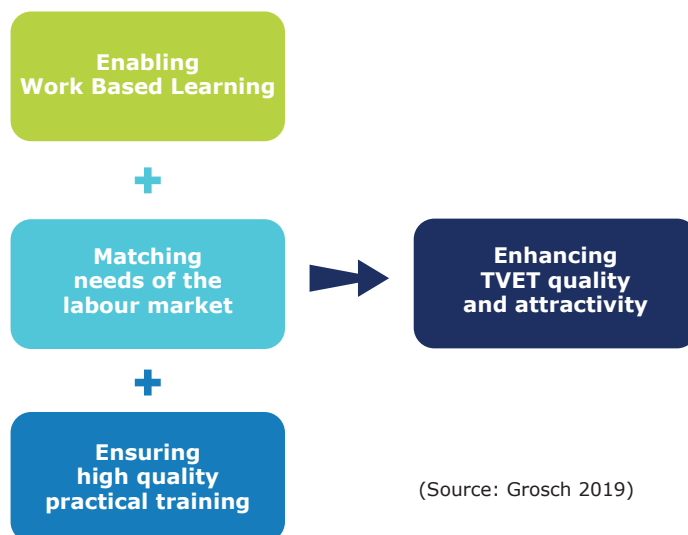 Enabling
Work Based Learning
+
Matching
needs of the
labour market
+
Ensuring
high quality
practical training
Enhancing
TVET quality
and attractivity
(Source: Grosch 2019)